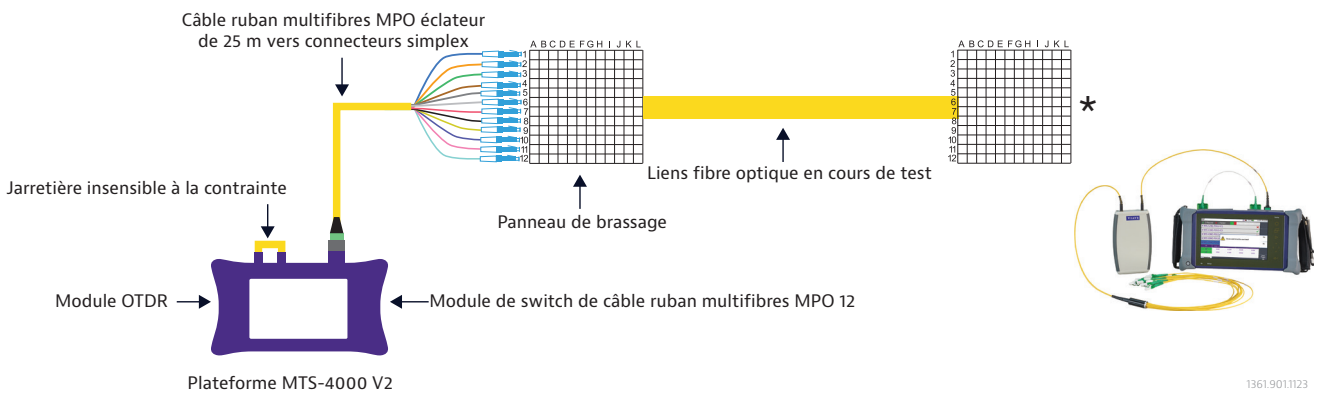 Câble ruban multifibres MPO éclateur
de 25 m vers connecteurs simplex
A B C D E F G H I J K L
1
2
3
4
5
6
7
8
9
10
11
12
A B C D E F G H I J K L
1
2
3
4
5
6
7
8
9
10
11
12
*
Liens fibre optique en cours de test
Jarretière insensible à la contrainte
Panneau de brassage
Module OTDR
Module de switch de câble ruban multifibres MPO 12
Plateforme MTS-4000 V2
1361.901.1123